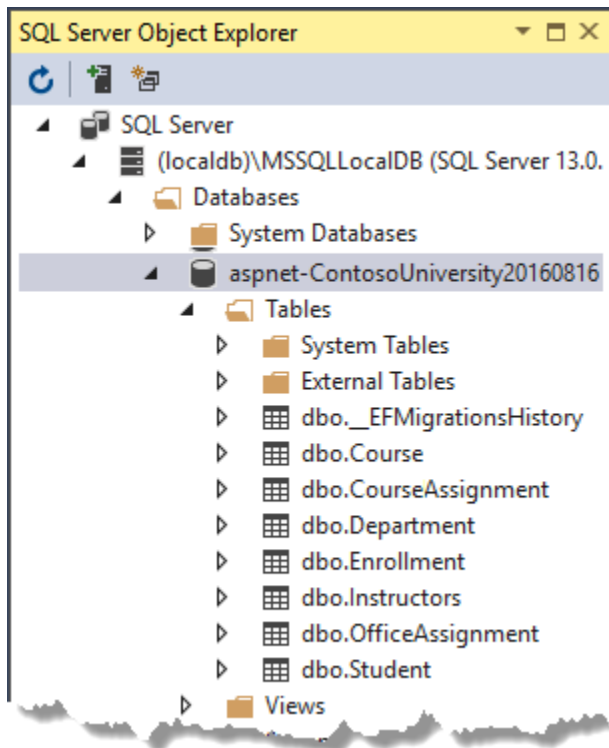 SQL Server Object Explorer
SQL Server
(localdb)\MSSQLLocalDB (SQL Server 13.0.
Databases
System Databases
aspnet-ContosoUniversity20160816
Tables
System Tables
External Tables
dbo.__EFMigrationsHistory
dbo.Course
dbo.CourseAssignment
dbo.Department
dbo.Enrollment
dbo.Instructors
dbo.OfficeAssignment
dbo.Student
Views